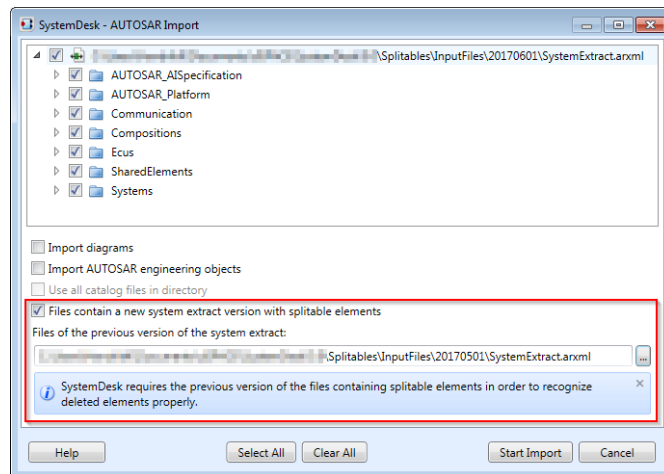 SystemDesk - AUTOSAR Import
\Splitables\InputFiles\20170601\SystemExtract.arxml
AUTOSAR_AISpecification
AUTOSAR_Platform
Communication
Compositions
Ecus
SharedElements
Systems
Import diagrams
Import AUTOSAR engineering objects
Use all catalog files in directory
Files contain a new system extract version with splitable elements
Files of the previous version of the system extract:
\Splitables\InputFiles\20170501\SystemExtract.arxml
...
SystemDesk requires the previous version of the files containing splitable elements in order to recognize
deleted elements properly.
Help Select All Clear All Start Import Cancel